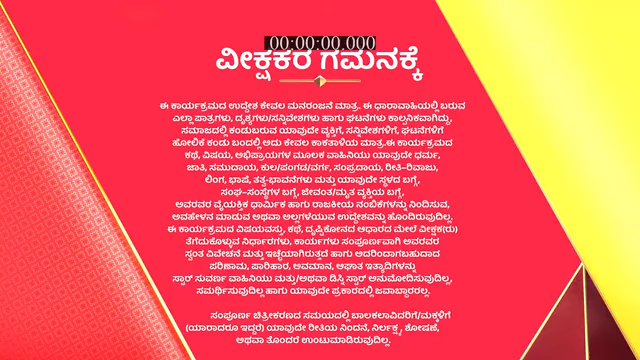 00:00:00.000
ವೀಕ್ಷಕರ ಗಮನಕ್ಕೆ
ಈ ಕಾರ್ಯಕ್ರಮದ ಉದ್ದೇಶ ಕೇವಲ ಮನರಂಜನೆ ಮಾತ್ರ. ಈ ಧಾರಾವಾಹಿಯಲ್ಲಿ ಬರುವ
ಎಲ್ಲಾ ಪಾತ್ರಗಳು, ದೃಶ್ಯಗಳು/ಸನ್ನಿವೇಶಗಳು ಹಾಗು ಘಟನೆಗಳು ಕಾಲ್ಪನಿಕವಾಗಿದ್ದು,
ಸಮಾಜದಲ್ಲಿ ಕಂಡುಬರುವ ಯಾವುದೇ ವ್ಯಕ್ತಿಗೆ, ಸನ್ನಿವೇಶಗಳಿಗೆ, ಘಟನೆಗಳಿಗೆ
ಹೋಲಿಕೆ ಕಂಡು ಬಂದಲ್ಲಿ ಅದು ಕೇವಲ ಕಾಕತಾಳಿಯ ಮಾತ್ರ.ಈ ಕಾರ್ಯಕ್ರಮದ
ಕಥೆ, ವಿಷಯ, ಅಭಿಪ್ರಾಯಗಳ ಮೂಲಕ ವಾಹಿನಿಯು ಯಾವುದೇ ಧರ್ಮ,
ಜಾತಿ, ಸಮುದಾಯ, ಕುಲ/ಪಂಗಡ/ವರ್ಗ, ಸಂಪ್ರದಾಯ, ರೀತಿ-ರಿವಾಜು,
ಲಿಂಗ, ಭಾಷೆ, ತತ್ವ-ಭಾವನೆಗಳು ಮತ್ತು ಯಾವುದೇ ಸ್ಥಳದ ಬಗ್ಗೆ,
ಸಂಘ-ಸಂಸ್ಥೆಗಳ ಬಗ್ಗೆ, ಜೀವಂತ/ಮೃತ ವ್ಯಕ್ತಿಯ ಬಗ್ಗೆ,
ಅವರವರ ವೈಯಕ್ತಿಕ ಧಾರ್ಮಿಕ ಹಾಗು ರಾಜಕೀಯ ನಂಬಿಕೆಗಳನ್ನು ನಿಂದಿಸುವ,
ಅವಹೇಳನ ಮಾಡುವ ಅಥವಾ ಅಲ್ಲಗಳೆಯುವ ಉದ್ದೇಶವನ್ನು ಹೊಂದಿರುವುದಿಲ್ಲ.
ಈ ಕಾರ್ಯಕ್ರಮದ ವಿಷಯವಸ್ತು, ಕಥೆ, ದೃಷ್ಟಿಕೋನದ ಆಧಾರದ ಮೇಲೆ ವೀಕ್ಷಕ(ರು)
ತೆಗೆದುಕೊಳ್ಳುವ ನಿರ್ಧಾರಗಳು, ಕಾರ್ಯಗಳು ಸಂಪೂರ್ಣವಾಗಿ ಅವರವರ
ಸ್ವಂತ ವಿವೇಚನೆ ಮತ್ತು ಇಚ್ಛೆಯಾಗಿರುತ್ತದೆ ಹಾಗು ಅದರಿಂದಾಗಬಹುದಾದ
ಪರಿಣಾಮ, ಪಾರಿಹಾರ, ಅವಮಾನ, ಆಘಾತ ಇತ್ಯಾದಿಗಳನ್ನು
ಸ್ಟಾರ್ ಸುವರ್ಣ ವಾಹಿನಿಯು ಮತ್ತು/ಅಥವಾ ಡಿಸ್ನಿ ಸ್ಟಾರ್ ಅನುಮೋದಿಸುವುದಿಲ್ಲ,
ಸಮರ್ಥಿಸುವುದಿಲ್ಲ ಹಾಗು ಯಾವುದೇ ಪ್ರಕಾರದಲ್ಲಿ ಜವಾಬ್ದಾರರಲ್ಲ.
ಸಂಪೂರ್ಣ ಚಿತ್ರೀಕರಣದ ಸಮಯದಲ್ಲಿ ಬಾಲಕಲಾವಿದರಿಗೆ/ಮಕ್ಕಳಿಗೆ
(ಯಾರಾದರೂ ಇದ್ದರೆ) ಯಾವುದೇ ರೀತಿಯ ನಿಂದನೆ, ನಿರ್ಲಕ್ಷ್ಯ, ಶೋಷಣೆ,
ಅಥವಾ ತೊಂದರೆ ಉಂಟುಮಾಡಿರುವುದಿಲ್ಲ.